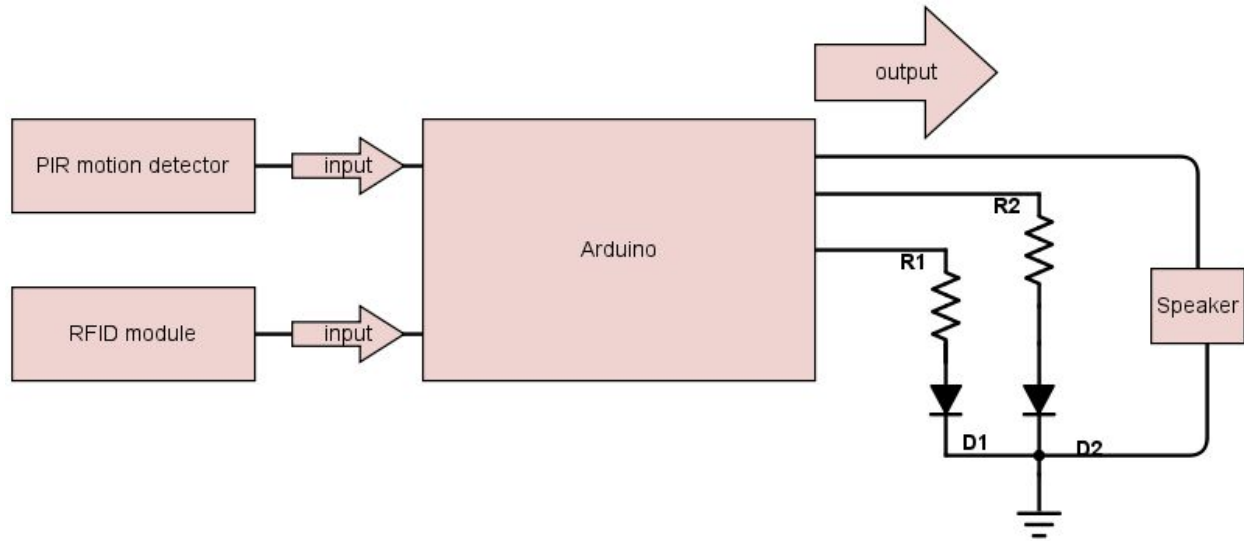 output
PIR motion detector
input
Arduino
R2
R1
RFID module
input
Speaker
D1
D2